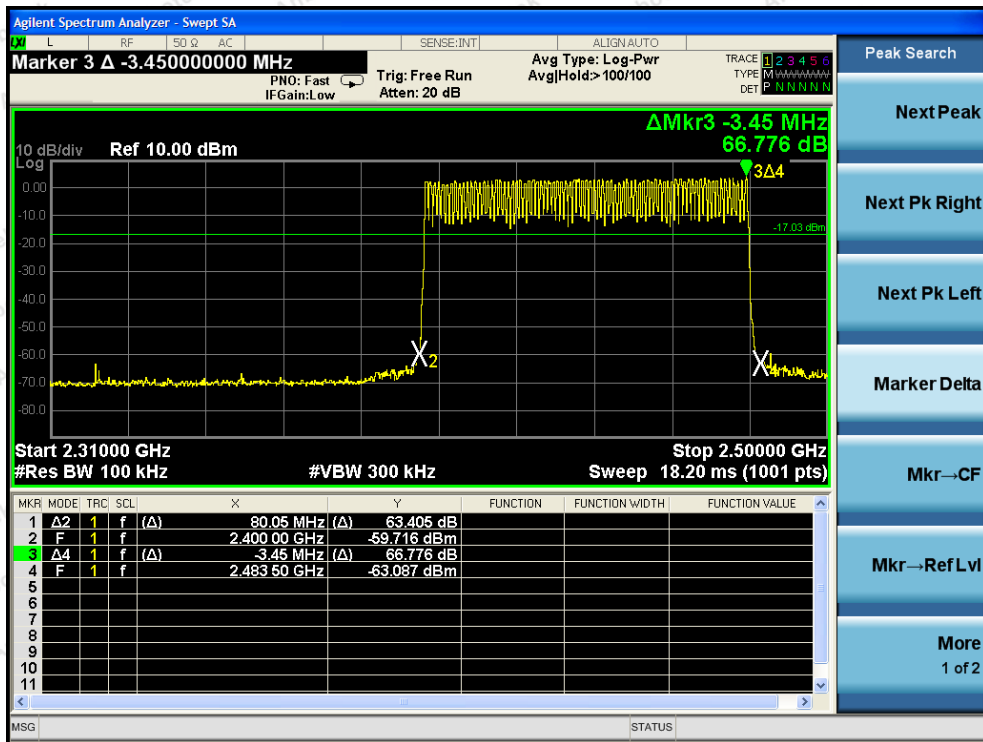 Agilent Spectrum Analyzer - Swept SA
LXI L RF 50 Ω AC SENSE:INT ALIGN AUTO
Marker 3 Δ -3.450000000 MHz
PNO: Fast
IFGain:Low
Trig: Free Run
Atten: 20 dB
Avg Type: Log-Pwr
Avg|Hold:> 100/100
TRACE 1 2 3 4 5 6
TYPE M
DET P N N N N N
ΔMkr3 -3.45 MHz
66.776 dB
10 dB/div Ref 10.00 dBm
Log
3Δ4
0.00
-10.0
-17.03 dBm
-20.0
-30.0
-40.0
-50.0
-60.0
2
4
-70.0
-80.0
Start 2.31000 GHz Stop 2.50000 GHz
#Res BW 100 kHz #VBW 300 kHz Sweep 18.20 ms (1001 pts)
MKR MODE TRC SCL X Y FUNCTION FUNCTION WIDTH FUNCTION VALUE
1 Δ2 1 f (Δ) 80.05 MHz (Δ) 63.405 dB
2 F 1 f 2.400 00 GHz -59.716 dBm
3 Δ4 1 f (Δ) -3.45 MHz (Δ) 66.776 dB
4 F 1 f 2.483 50 GHz -63.087 dBm
5
6
7
8
9
10
11
MSG STATUS
Peak Search
Next Peak
Next Pk Right
Next Pk Left
Marker Delta
Mkr→CF
Mkr→Ref Lvl
More
1 of 2